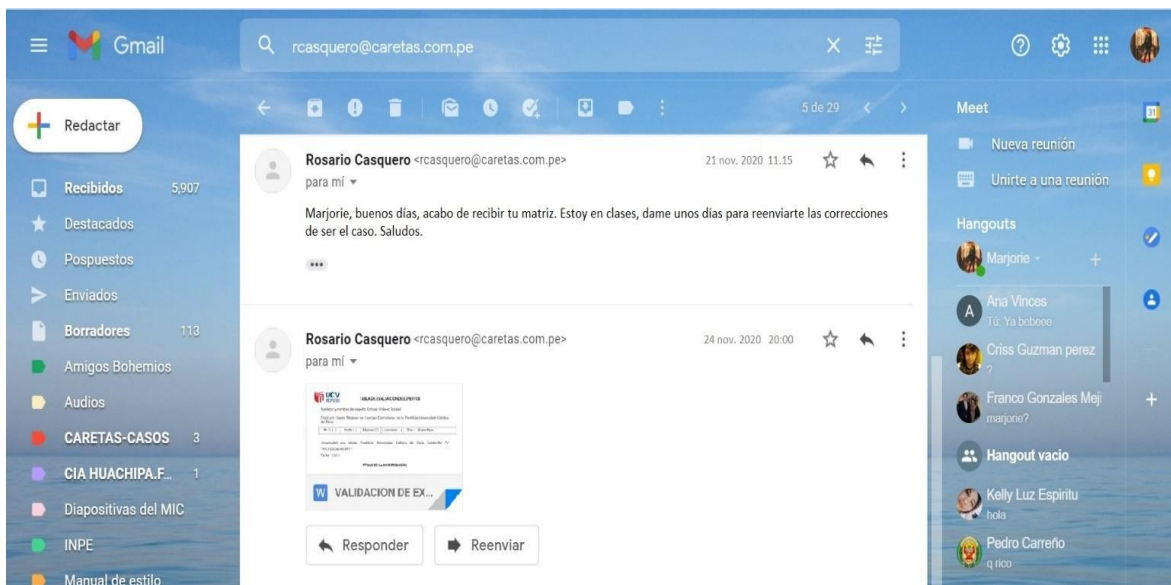 Gmail
rcasquero@caretas.com.pe
Redactar
Recibidos 5,907
Destacados
Pospuestos
Enviados
Borradores 113
Amigos Bohemios
Audios
CARETAS-CASOS 3
CIA HUACHIPA.F... 1
Diapositivas del MIC
INPE
Manual de estilo
5 de 29
Rosario Casquero <rcasquero@caretas.com.pe> 21 nov. 2020 11.15
para mí
Marjorie, buenos días, acabo de recibir tu matriz. Estoy en clases, dame unos días para reenviarte las correcciones
de ser el caso. Saludos.
Rosario Casquero <rcasquero@caretas.com.pe> 24 nov. 2020 20:00
para mí
UCV
W VALIDACION DE EX...
Responder Reenviar
Meet
Nueva reunión
Unirte a una reunión
Hangouts
Marjorie
A Ana Vinces
Tú: Ya bebeee
Criss Guzman perez
?
Franco Gonzales Meji
marjorie?
Hangout vacio
Kelly Luz Espiritu
hola
Pedro Carreño
q rico
31